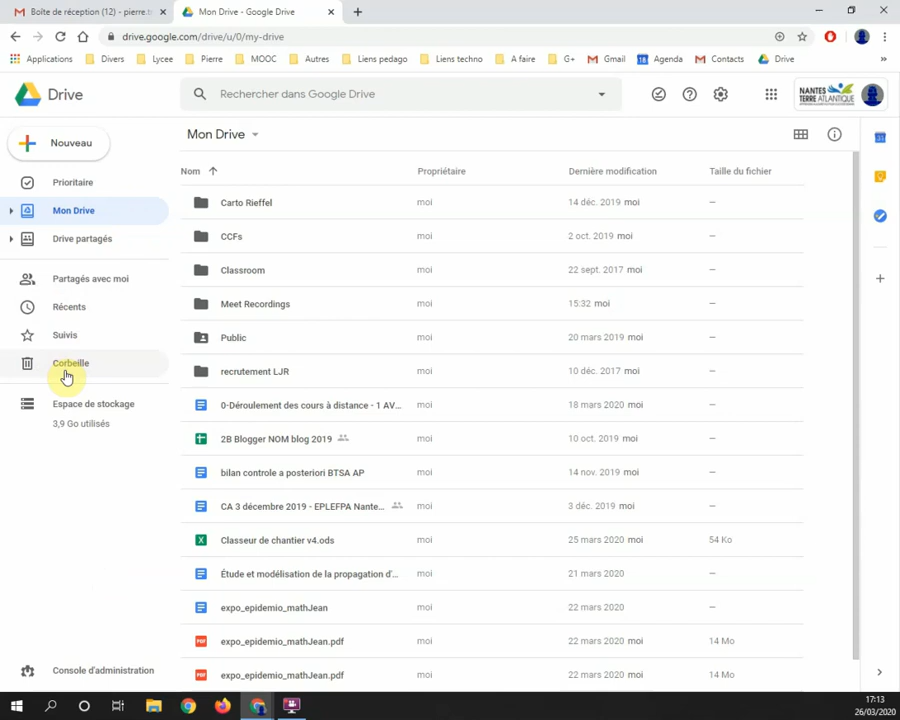 Boîte de réception (12) - pierre.t
Mon Drive - Google Drive
drive.google.com/drive/u/0/my-drive
Applications Divers Lycee Pierre MOOC Autres Liens pedago Liens techno A faire G+ Gmail Agenda Contacts Drive
Drive
Rechercher dans Google Drive
NANTES
TERRE ATLANTIQUE
Nouveau
Prioritaire
Mon Drive
Drive partagés
Partagés avec moi
Récents
Suivis
Corbeille
Espace de stockage
3,9 Go utilisés
Console d'administration
Mon Drive
Nom Propriétaire Dernière modification Taille du fichier
Carto Rieffel moi 14 déc. 2019 moi –
CCFs moi 2 oct. 2019 moi –
Classroom moi 22 sept. 2017 moi –
Meet Recordings moi 15:32 moi –
Public moi 20 mars 2019 moi –
recrutement LJR moi 10 déc. 2017 moi –
0-Déroulement des cours à distance - 1 AV... moi 18 mars 2020 moi –
2B Blogger NOM blog 2019 moi 10 oct. 2019 moi –
bilan controle a posteriori BTSA AP moi 14 nov. 2019 moi –
CA 3 décembre 2019 - EPLEFPA Nante... moi 3 déc. 2019 moi –
Classeur de chantier v4.ods moi 25 mars 2020 moi 54 Ko
Étude et modélisation de la propagation d'... moi 21 mars 2020 –
expo_epidemio_mathJean moi 22 mars 2020 –
expo_epidemio_mathJean.pdf moi 22 mars 2020 moi 14 Mo
expo_epidemio_mathJean.pdf moi 22 mars 2020 moi 14 Mo
17:13
26/03/2020